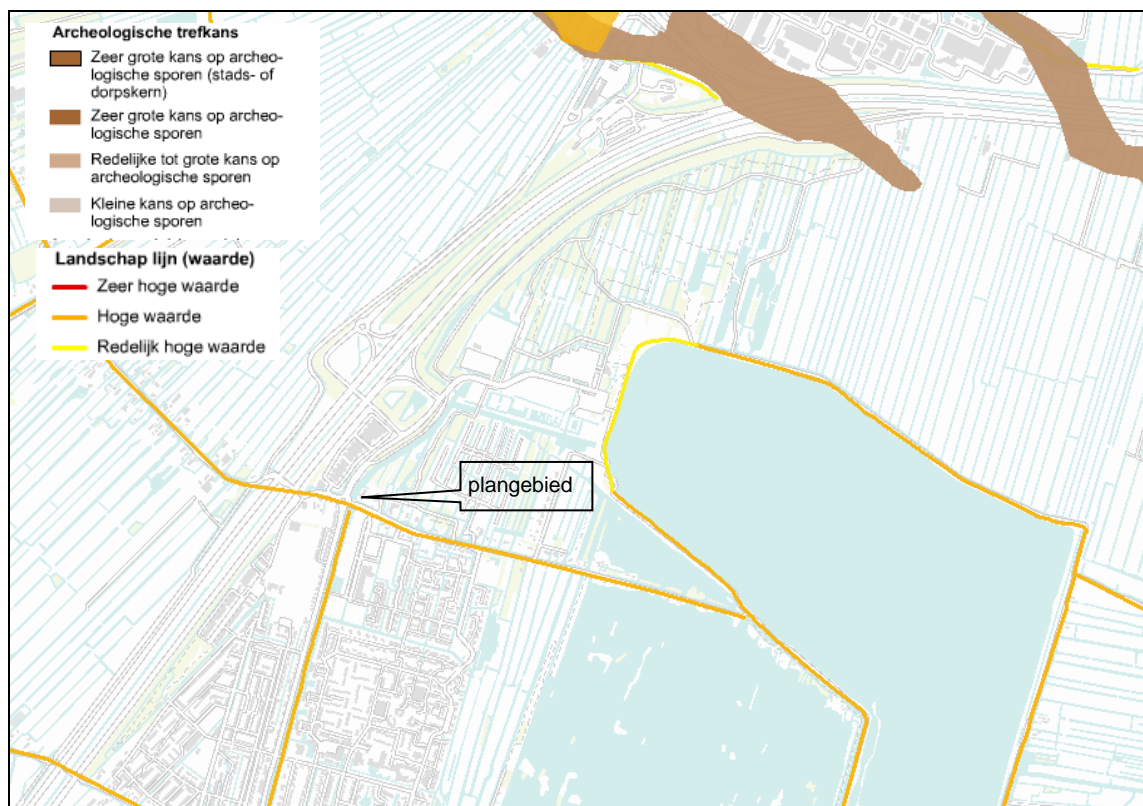 Archeologische trefkans
Zeer grote kans op archeo-
logische sporen (stads- of
dorpskern)
Zeer grote kans op archeo-
logische sporen
Redelijke tot grote kans op
archeologische sporen
Kleine kans op archeo-
logische sporen
Landschap lijn (waarde)
Zeer hoge waarde
Hoge waarde
Redelijk hoge waarde
plangebied